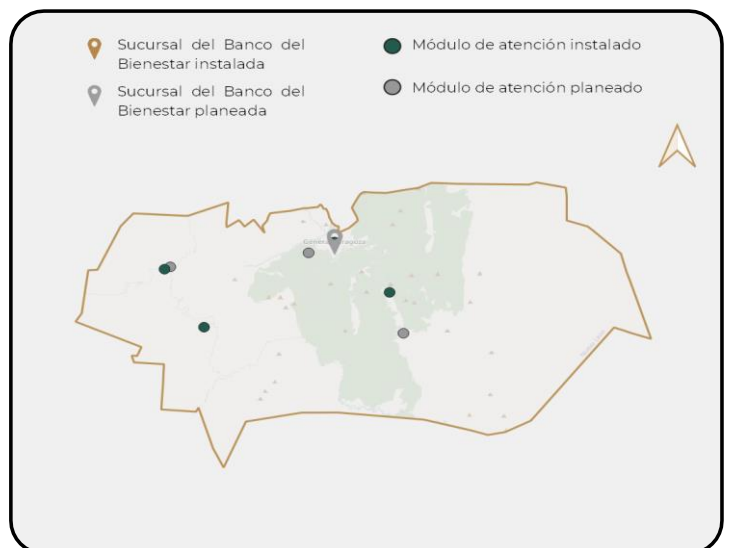 Sucursal del Banco del
Bienestar instalada
Sucursal del Banco del
Bienestar planeada
Módulo de atención instalado
Módulo de atención planeado